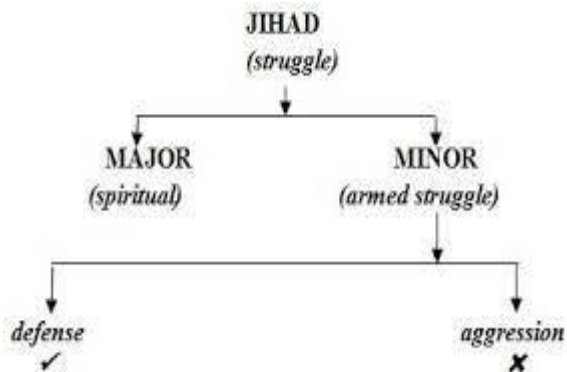 JIHAD
(struggle)
MAJOR
(spiritual)
MINOR
(armed struggle)
defense
✓
aggression
✗